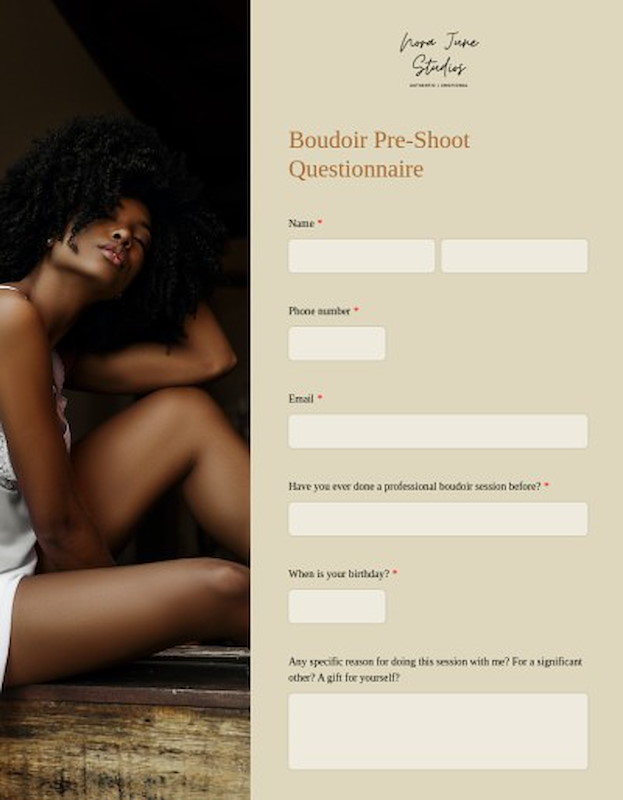 Nora June
Studios
Boudoir Pre-Shoot
Questionnaire
Name *
Phone number *
Email *
Have you ever done a professional boudoir session before? *
When is your birthday? *
Any specific reason for doing this session with me? For a significant
other? A gift for yourself?